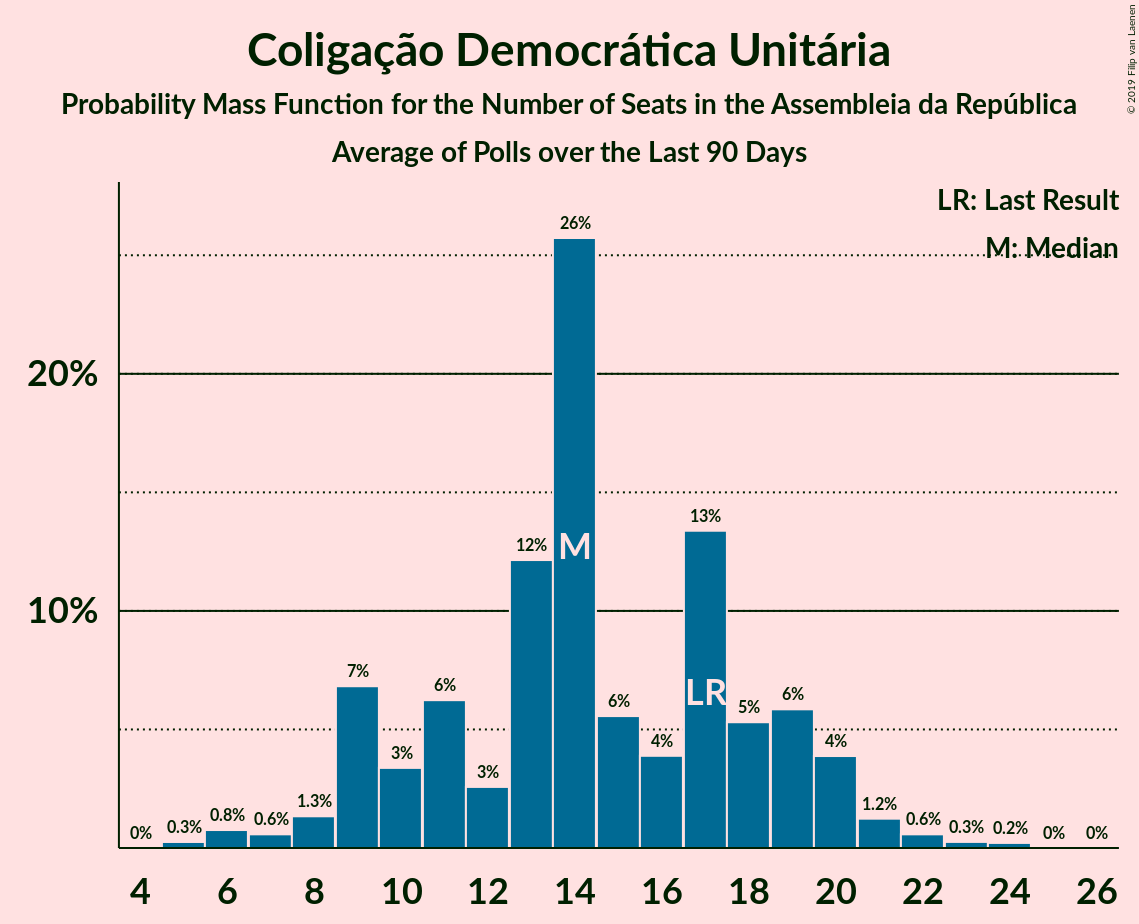 Coligação Democrática Unitária
Probability Mass Function for the Number of Seats in the Assembleia da República
Average of Polls over the Last 90 Days
© 2019 Filip van Laenen
LR: Last Result
M: Median
20%
10%
0%
0.3%
0.8%
0.6%
1.3%
7%
3%
6%
3%
12%
26%
6%
4%
13%
5%
6%
4%
1.2%
0.6%
0.3%
0.2%
0%
0%
M
LR
4 6 8 10 12 14 16 18 20 22 24 26